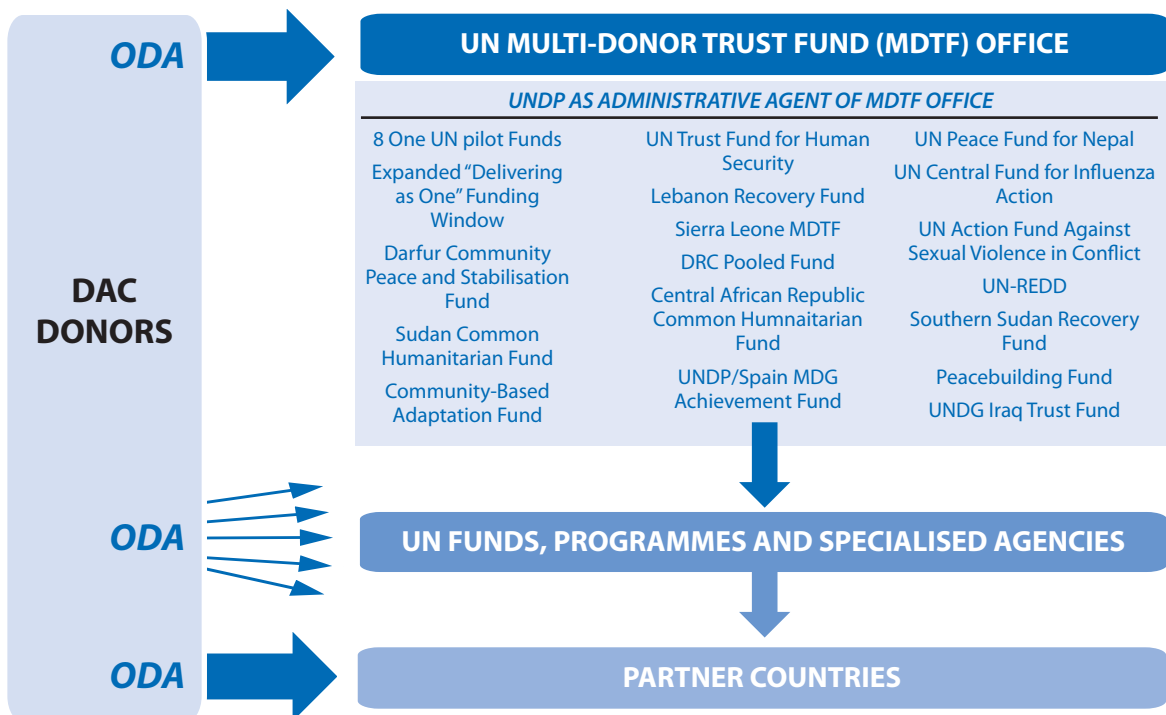 ODA
UN MULTI-DONOR TRUST FUND (MDTF) OFFICE
UNDP AS ADMINISTRATIVE AGENT OF MDTF OFFICE
8 One UN pilot Funds
Expanded “Delivering
as One” Funding
Window
Darfur Community
Peace and Stabilisation
Fund
Sudan Common
Humanitarian Fund
Community-Based
Adaptation Fund
UN Trust Fund for Human
Security
Lebanon Recovery Fund
Sierra Leone MDTF
DRC Pooled Fund
Central African Republic
Common Humnaitarian
Fund
UNDP/Spain MDG
Achievement Fund
UN Peace Fund for Nepal
UN Central Fund for Influenza
Action
UN Action Fund Against
Sexual Violence in Conflict
UN-REDD
Southern Sudan Recovery
Fund
Peacebuilding Fund
UNDG Iraq Trust Fund
DAC
DONORS
ODA
UN FUNDS, PROGRAMMES AND SPECIALISED AGENCIES
ODA
PARTNER COUNTRIES